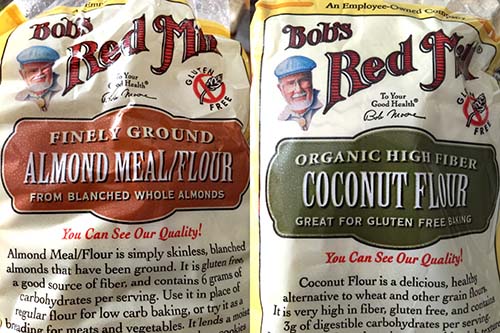 Bob's
Red Mil
To Your
Good Health®
Bob Moore
GLUTEN
FREE
FINELY GROUND
ALMOND MEAL/FLOUR
FROM BLANCHED WHOLE ALMONDS
You Can See Our Quality!
Almond Meal/Flour is simply skinless, blanched
almonds that have been ground. It is gluten free,
a good source of fiber, and contains 6 grams of
carbohydrates per serving. Use it in place of
regular flour for low carb baking, or try it as a
breading for meats and vegetables. It lends a moist
cookies
An Employee-Owned Company
Bob's
Red Mil
To Your
Good Health®
Bob Moore
GLUTEN
FREE
ORGANIC HIGH FIBER
COCONUT FLOUR
GREAT FOR GLUTEN FREE BAKING
You Can See Our Quality!
Coconut Flour is a delicious, healthy
alternative to wheat and other grain flours.
It is very high in fiber, gluten free, and contains
3g of digestible carbohydrates per serving.